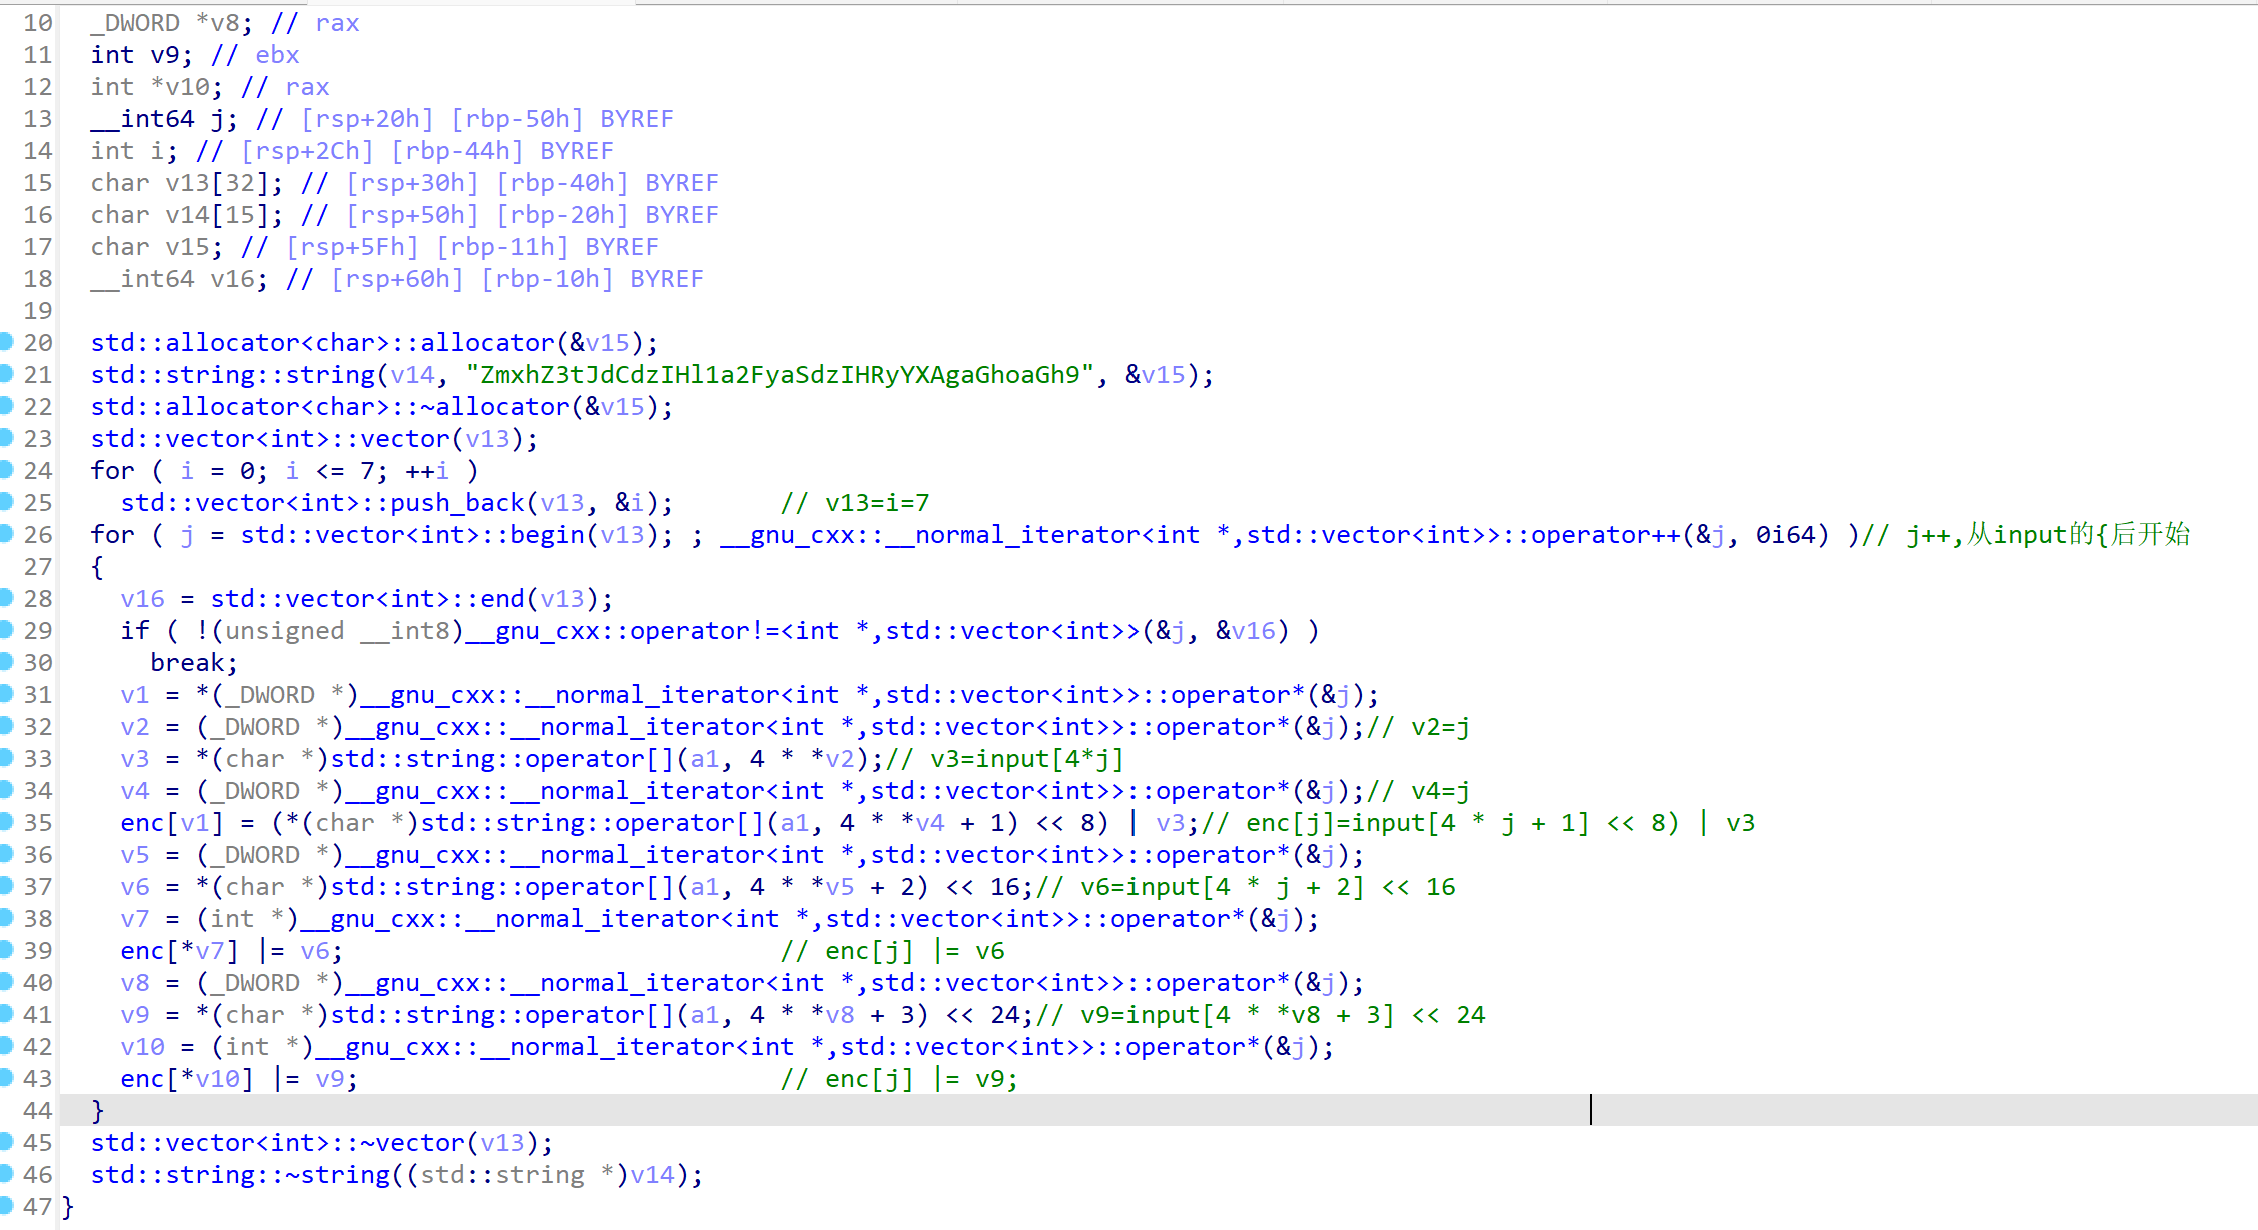 10 _DWORD *v8; // rax
11 int v9; // ebx
12 int *v10; // rax
13 __int64 j; // [rsp+20h] [rbp-50h] BYREF
14 int i; // [rsp+2Ch] [rbp-44h] BYREF
15 char v13[32]; // [rsp+30h] [rbp-40h] BYREF
16 char v14[15]; // [rsp+50h] [rbp-20h] BYREF
17 char v15; // [rsp+5Fh] [rbp-11h] BYREF
18 __int64 v16; // [rsp+60h] [rbp-10h] BYREF
19
20 std::allocator<char>::allocator(&v15);
21 std::string::string(v14, "ZmxhZ3tJdCdzIHl1a2FyaSdzIHRyYXAgaGhoaGh9", &v15);
22 std::allocator<char>::~allocator(&v15);
23 std::vector<int>::vector(v13);
24 for ( i = 0; i <= 7; ++i )
25 std::vector<int>::push_back(v13, &i); // v13=i=7
26 for ( j = std::vector<int>::begin(v13); ; __gnu_cxx::__normal_iterator<int *,std::vector<int>>::operator++(&j, 0i64) )// j++,从input的{后开始
27 {
28 v16 = std::vector<int>::end(v13);
29 if ( !(unsigned __int8)__gnu_cxx::operator!=<int *,std::vector<int>>(&j, &v16) )
30 break;
31 v1 = *(_DWORD *)__gnu_cxx::__normal_iterator<int *,std::vector<int>>::operator*(&j);
32 v2 = (_DWORD *)__gnu_cxx::__normal_iterator<int *,std::vector<int>>::operator*(&j);// v2=j
33 v3 = *(char *)std::string::operator[](a1, 4 * *v2);// v3=input[4*j]
34 v4 = (_DWORD *)__gnu_cxx::__normal_iterator<int *,std::vector<int>>::operator*(&j);// v4=j
35 enc[v1] = (*(char *)std::string::operator[](a1, 4 * *v4 + 1) << 8) | v3;// enc[j]=input[4 * j + 1] << 8) | v3
36 v5 = (_DWORD *)__gnu_cxx::__normal_iterator<int *,std::vector<int>>::operator*(&j);
37 v6 = *(char *)std::string::operator[](a1, 4 * *v5 + 2) << 16;// v6=input[4 * j + 2] << 16
38 v7 = (int *)__gnu_cxx::__normal_iterator<int *,std::vector<int>>::operator*(&j);
39 enc[*v7] |= v6; // enc[j] |= v6
40 v8 = (_DWORD *)__gnu_cxx::__normal_iterator<int *,std::vector<int>>::operator*(&j);
41 v9 = *(char *)std::string::operator[](a1, 4 * *v8 + 3) << 24;// v9=input[4 * *v8 + 3] << 24
42 v10 = (int *)__gnu_cxx::__normal_iterator<int *,std::vector<int>>::operator*(&j);
43 enc[*v10] |= v9; // enc[j] |= v9;
44 }
45 std::vector<int>::~vector(v13);
46 std::string::~string((std::string *)v14);
47 }